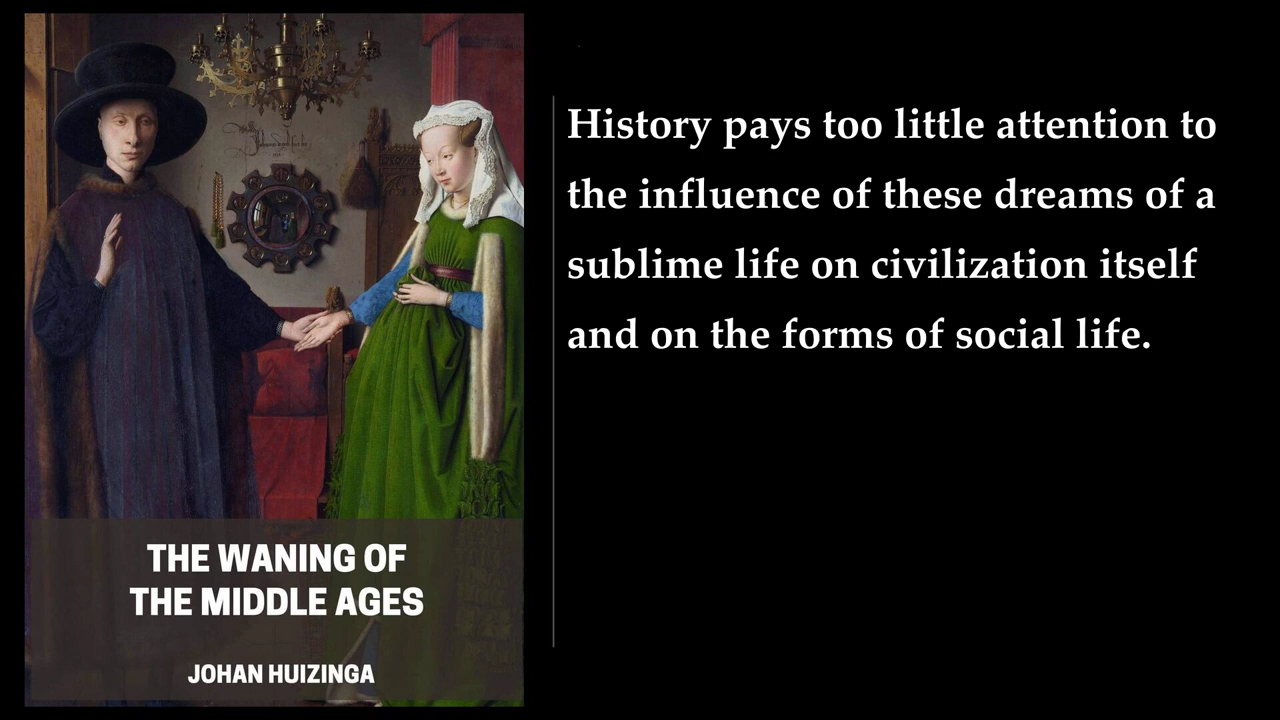 THE WANING OF
THE MIDDLE AGES
JOHAN HUIZINGA
History pays too little attention to
the influence of these dreams of a
sublime life on civilization itself
and on the forms of social life.